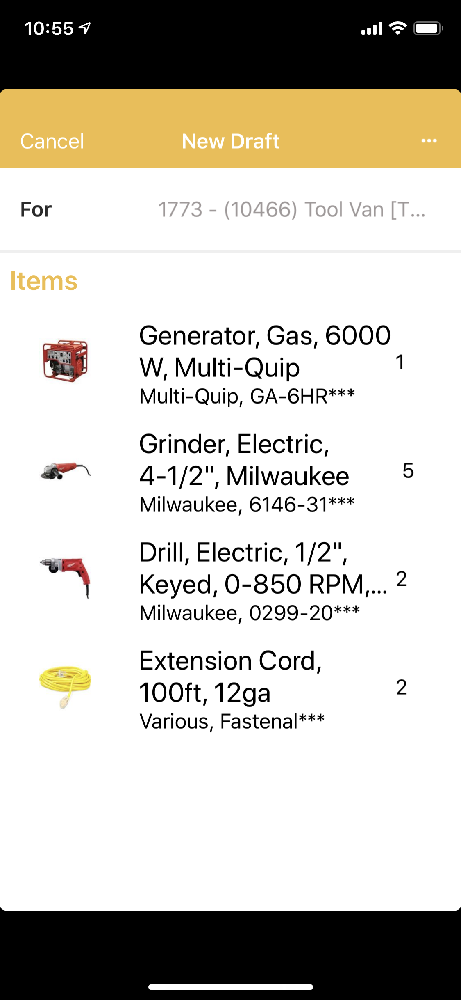 10:55
Cancel New Draft ...
For 1773 - (10466) Tool Van [T...
Items
Generator, Gas, 6000
W, Multi-Quip
1
Multi-Quip, GA-6HR***
Grinder, Electric,
4-1/2", Milwaukee
5
Milwaukee, 6146-31***
Drill, Electric, 1/2",
Keyed, 0-850 RPM,...
2
Milwaukee, 0299-20***
Extension Cord,
100ft, 12ga
2
Various, Fastenal***